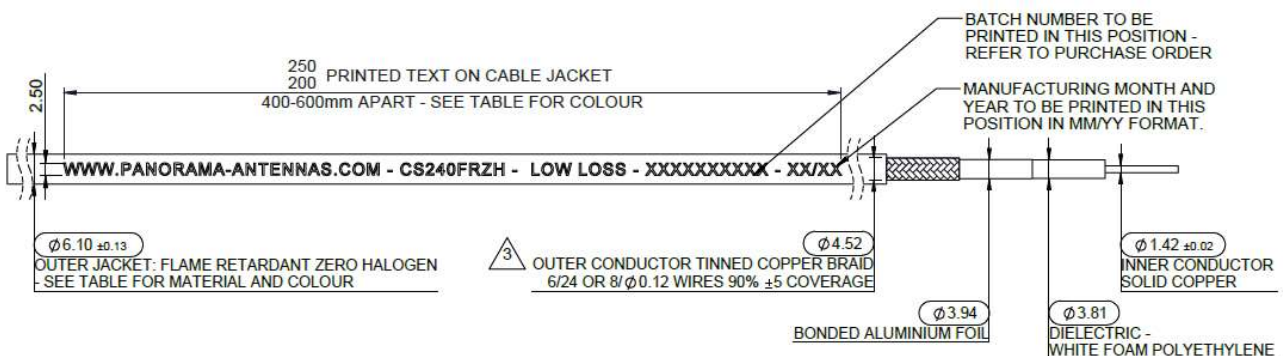 BATCH NUMBER TO BE
PRINTED IN THIS POSITION -
REFER TO PURCHASE ORDER
250
200
PRINTED TEXT ON CABLE JACKET
400-600mm APART - SEE TABLE FOR COLOUR
2.50
MANUFACTURING MONTH AND
YEAR TO BE PRINTED IN THIS
POSITION IN MM/YY FORMAT.
WWW.PANORAMA-ANTENNAS.COM - CS240FRZH - LOW LOSS - XXXXXXXXXX - XX/XX
Ø6.10 ±0.13
OUTER JACKET: FLAME RETARDANT ZERO HALOGEN
- SEE TABLE FOR MATERIAL AND COLOUR
3
Ø4.52
OUTER CONDUCTOR TINNED COPPER BRAID
6/24 OR 8/Ø0.12 WIRES 90% ±5 COVERAGE
Ø1.42 ±0.02
INNER CONDUCTOR
SOLID COPPER
Ø3.94
BONDED ALUMINIUM FOIL
Ø3.81
DIELECTRIC -
WHITE FOAM POLYETHYLENE